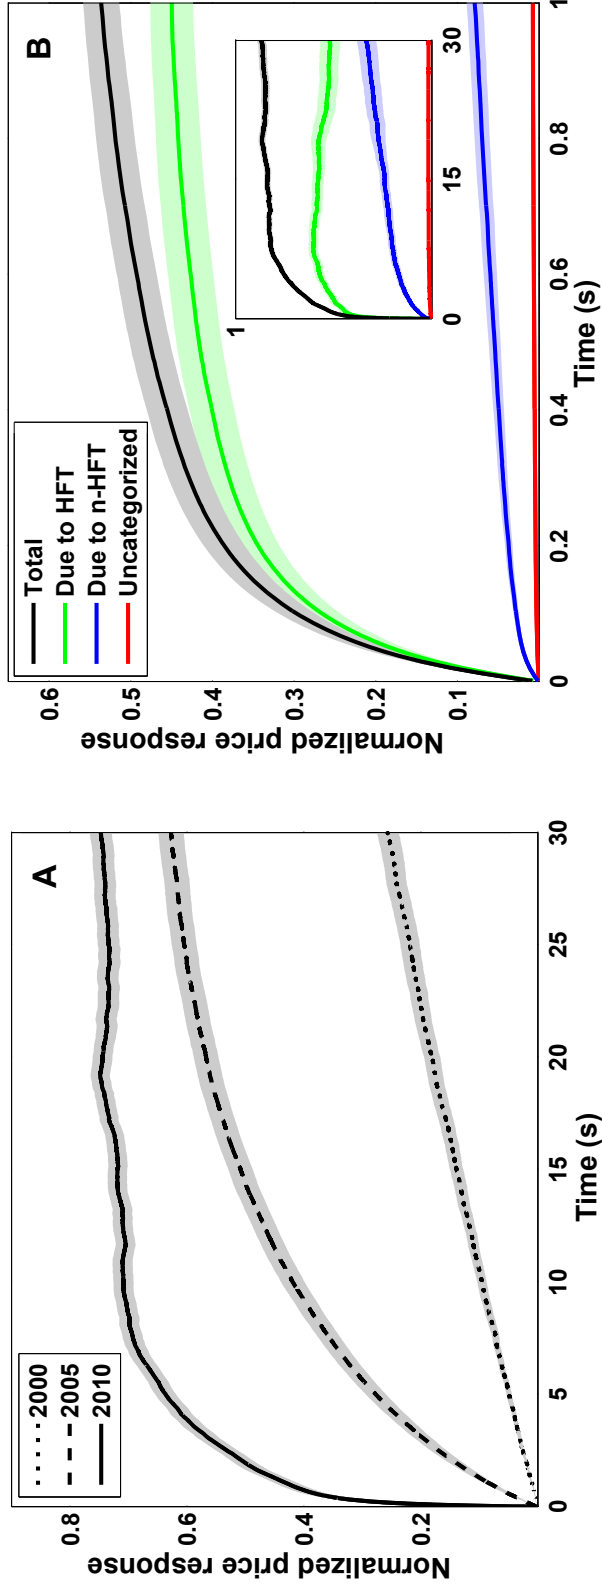 A
2000
2005
2010
Normalized price response
0.8
0.6
0.4
0.2
0 5 10 15 20 25 30
Time (s)
B
Total
Due to HFT
Due to n-HFT
Uncategorized
Normalized price response
0.6
0.5
0.4
0.3
0.2
0.1
0 0.2 0.4 0.6 0.8 1
Time (s)
1
0 15 30